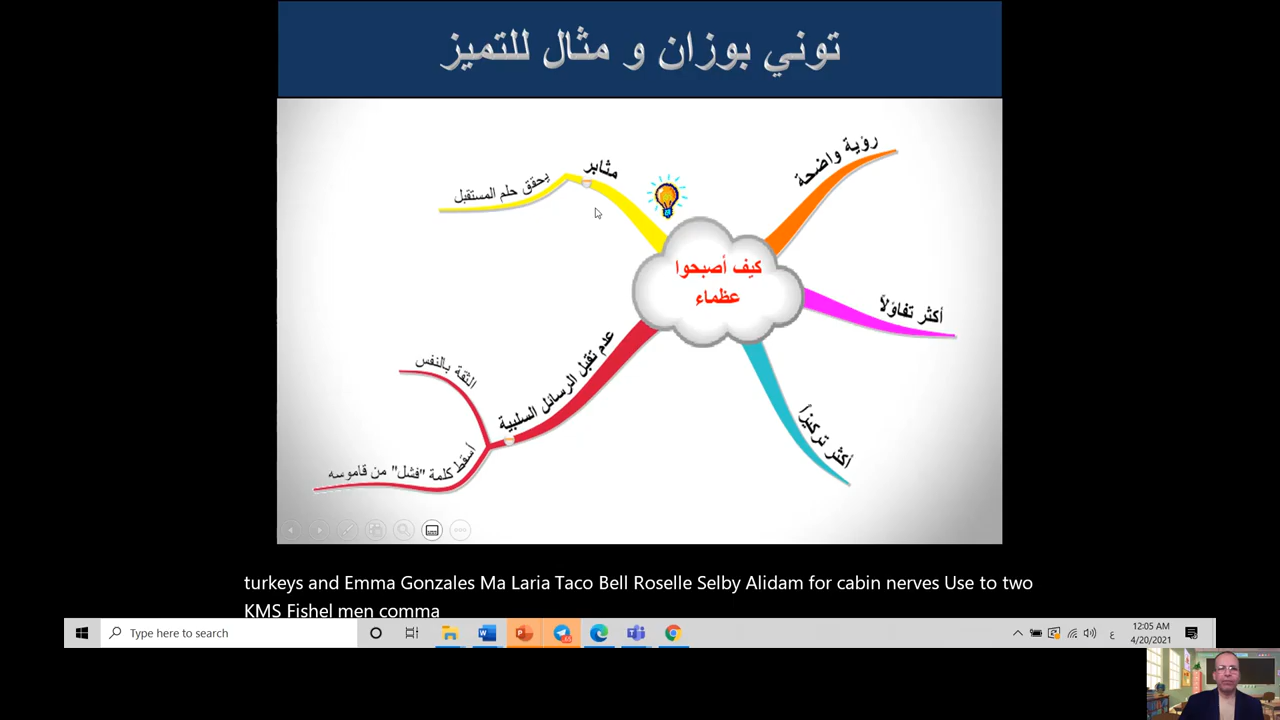 توني بوزان و مثال للتميز
رؤية واضحة
مثابر
يحقق حلم المستقبل
كيف أصبحوا
عظماء
أكثر تفاؤلاً
عدم تقبل الرسائل السلبية
الثقة بالنفس
أسقط كلمة "فشل" من قاموسه
أكثر تركيزاً
turkeys and Emma Gonzales Ma Laria Taco Bell Roselle Selby Alidam for cabin nerves Use to two
KMS Fishel men comma
Type here to search
ع
12:05 AM
4/20/2021